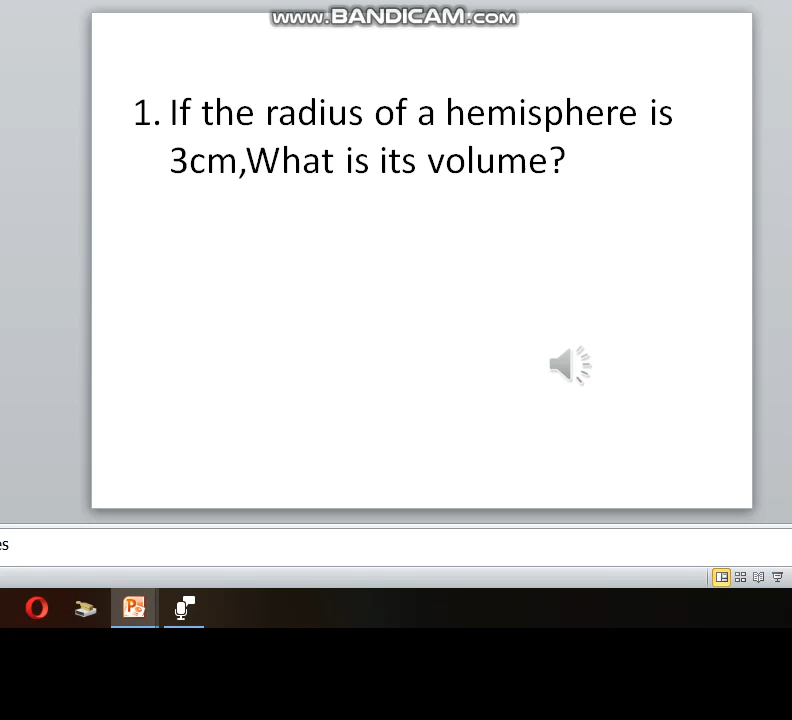 WWW.BANDICAM.COM
1. If the radius of a hemisphere is
3cm,What is its volume?
es